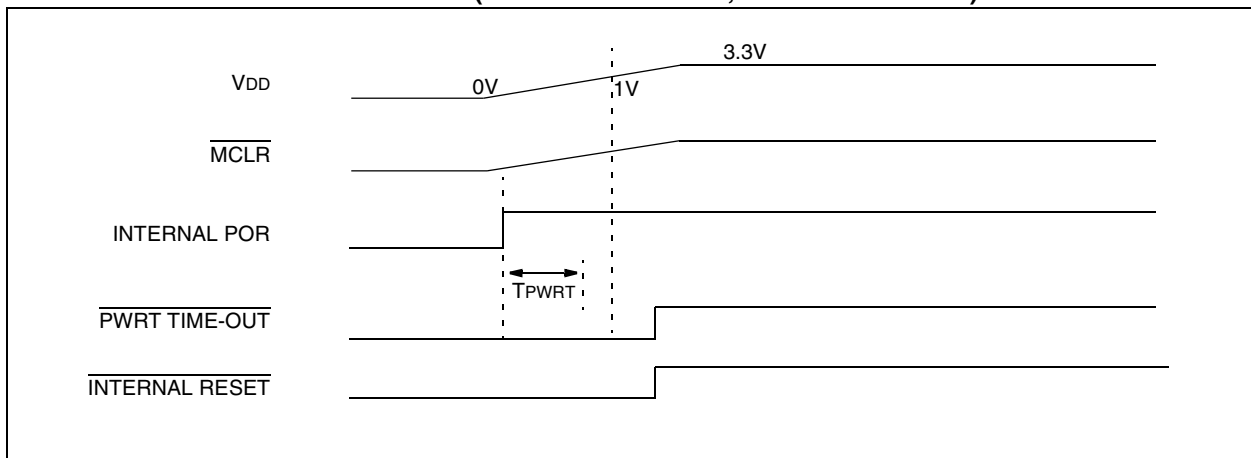 VDD
0V
1V
3.3V
MCLR
INTERNAL POR
TPWRT
PWRT TIME-OUT
INTERNAL RESET